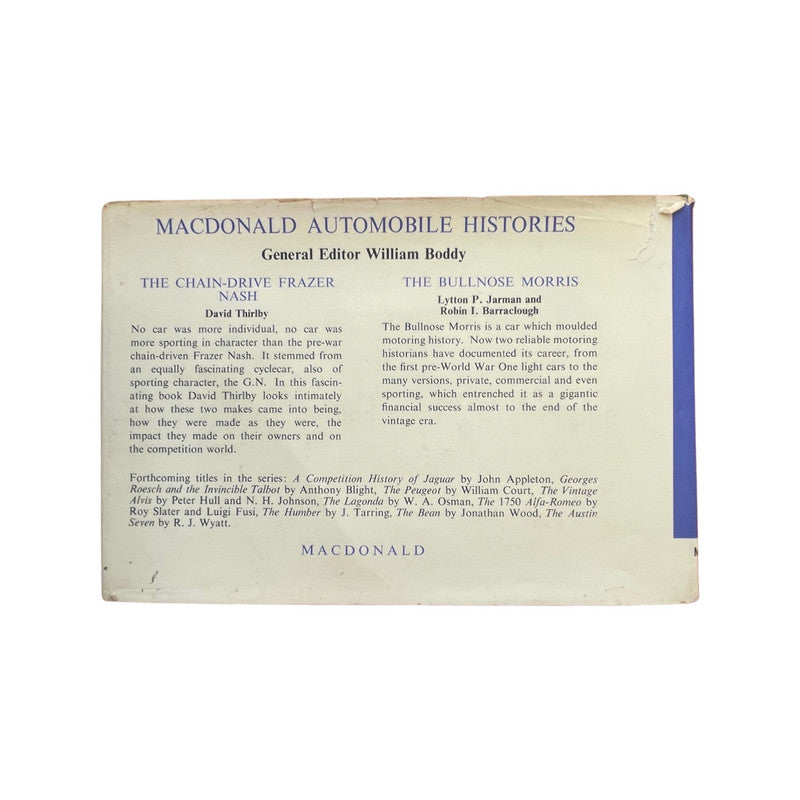 MACDONALD AUTOMOBILE HISTORIES
General Editor William Boddy
THE CHAIN-DRIVE FRAZER
NASH
David Thirlby
No car was more individual, no car was
more sporting in character than the pre-war
chain-driven Frazer Nash. It stemmed from
an equally fascinating cyclecar, also of
sporting character, the G.N. In this fascin-
ating book David Thirlby looks intimately
at how these two makes came into being,
how they were made as they were, the
impact they made on their owners and on
the competition world.
THE BULLNOSE MORRIS
Lytton P. Jarman and
Robin I. Barraclough
The Bullnose Morris is a car which moulded
motoring history. Now two reliable motoring
historians have documented its career, from
the first pre-World War One light cars to the
many versions, private, commercial and even
sporting, which entrenched it as a gigantic
financial success almost to the end of the
vintage era.
Forthcoming titles in the series: A Competition History of Jaguar by John Appleton, Georges
Roesch and the Invincible Talbot by Anthony Blight, The Peugeot by William Court, The Vintage
Alvis by Peter Hull and N. H. Johnson, The Lagonda by W. A. Osman, The 1750 Alfa-Romeo by
Roy Slater and Luigi Fusi, The Humber by J. Tarring, The Bean by Jonathan Wood, The Austin
Seven by R. J. Wyatt.
MACDONALD